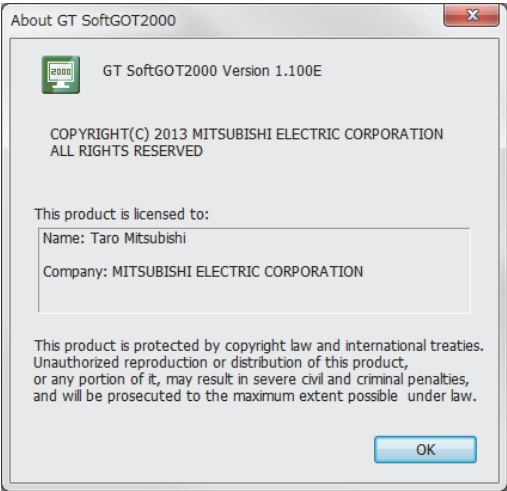 About GT SoftGOT2000
2000
GT SoftGOT2000 Version 1.100E
COPYRIGHT(C) 2013 MITSUBISHI ELECTRIC CORPORATION
ALL RIGHTS RESERVED
This product is licensed to:
Name: Taro Mitsubishi
Company: MITSUBISHI ELECTRIC CORPORATION
This product is protected by copyright law and international treaties.
Unauthorized reproduction or distribution of this product,
or any portion of it, may result in severe civil and criminal penalties,
and will be prosecuted to the maximum extent possible under law.
OK